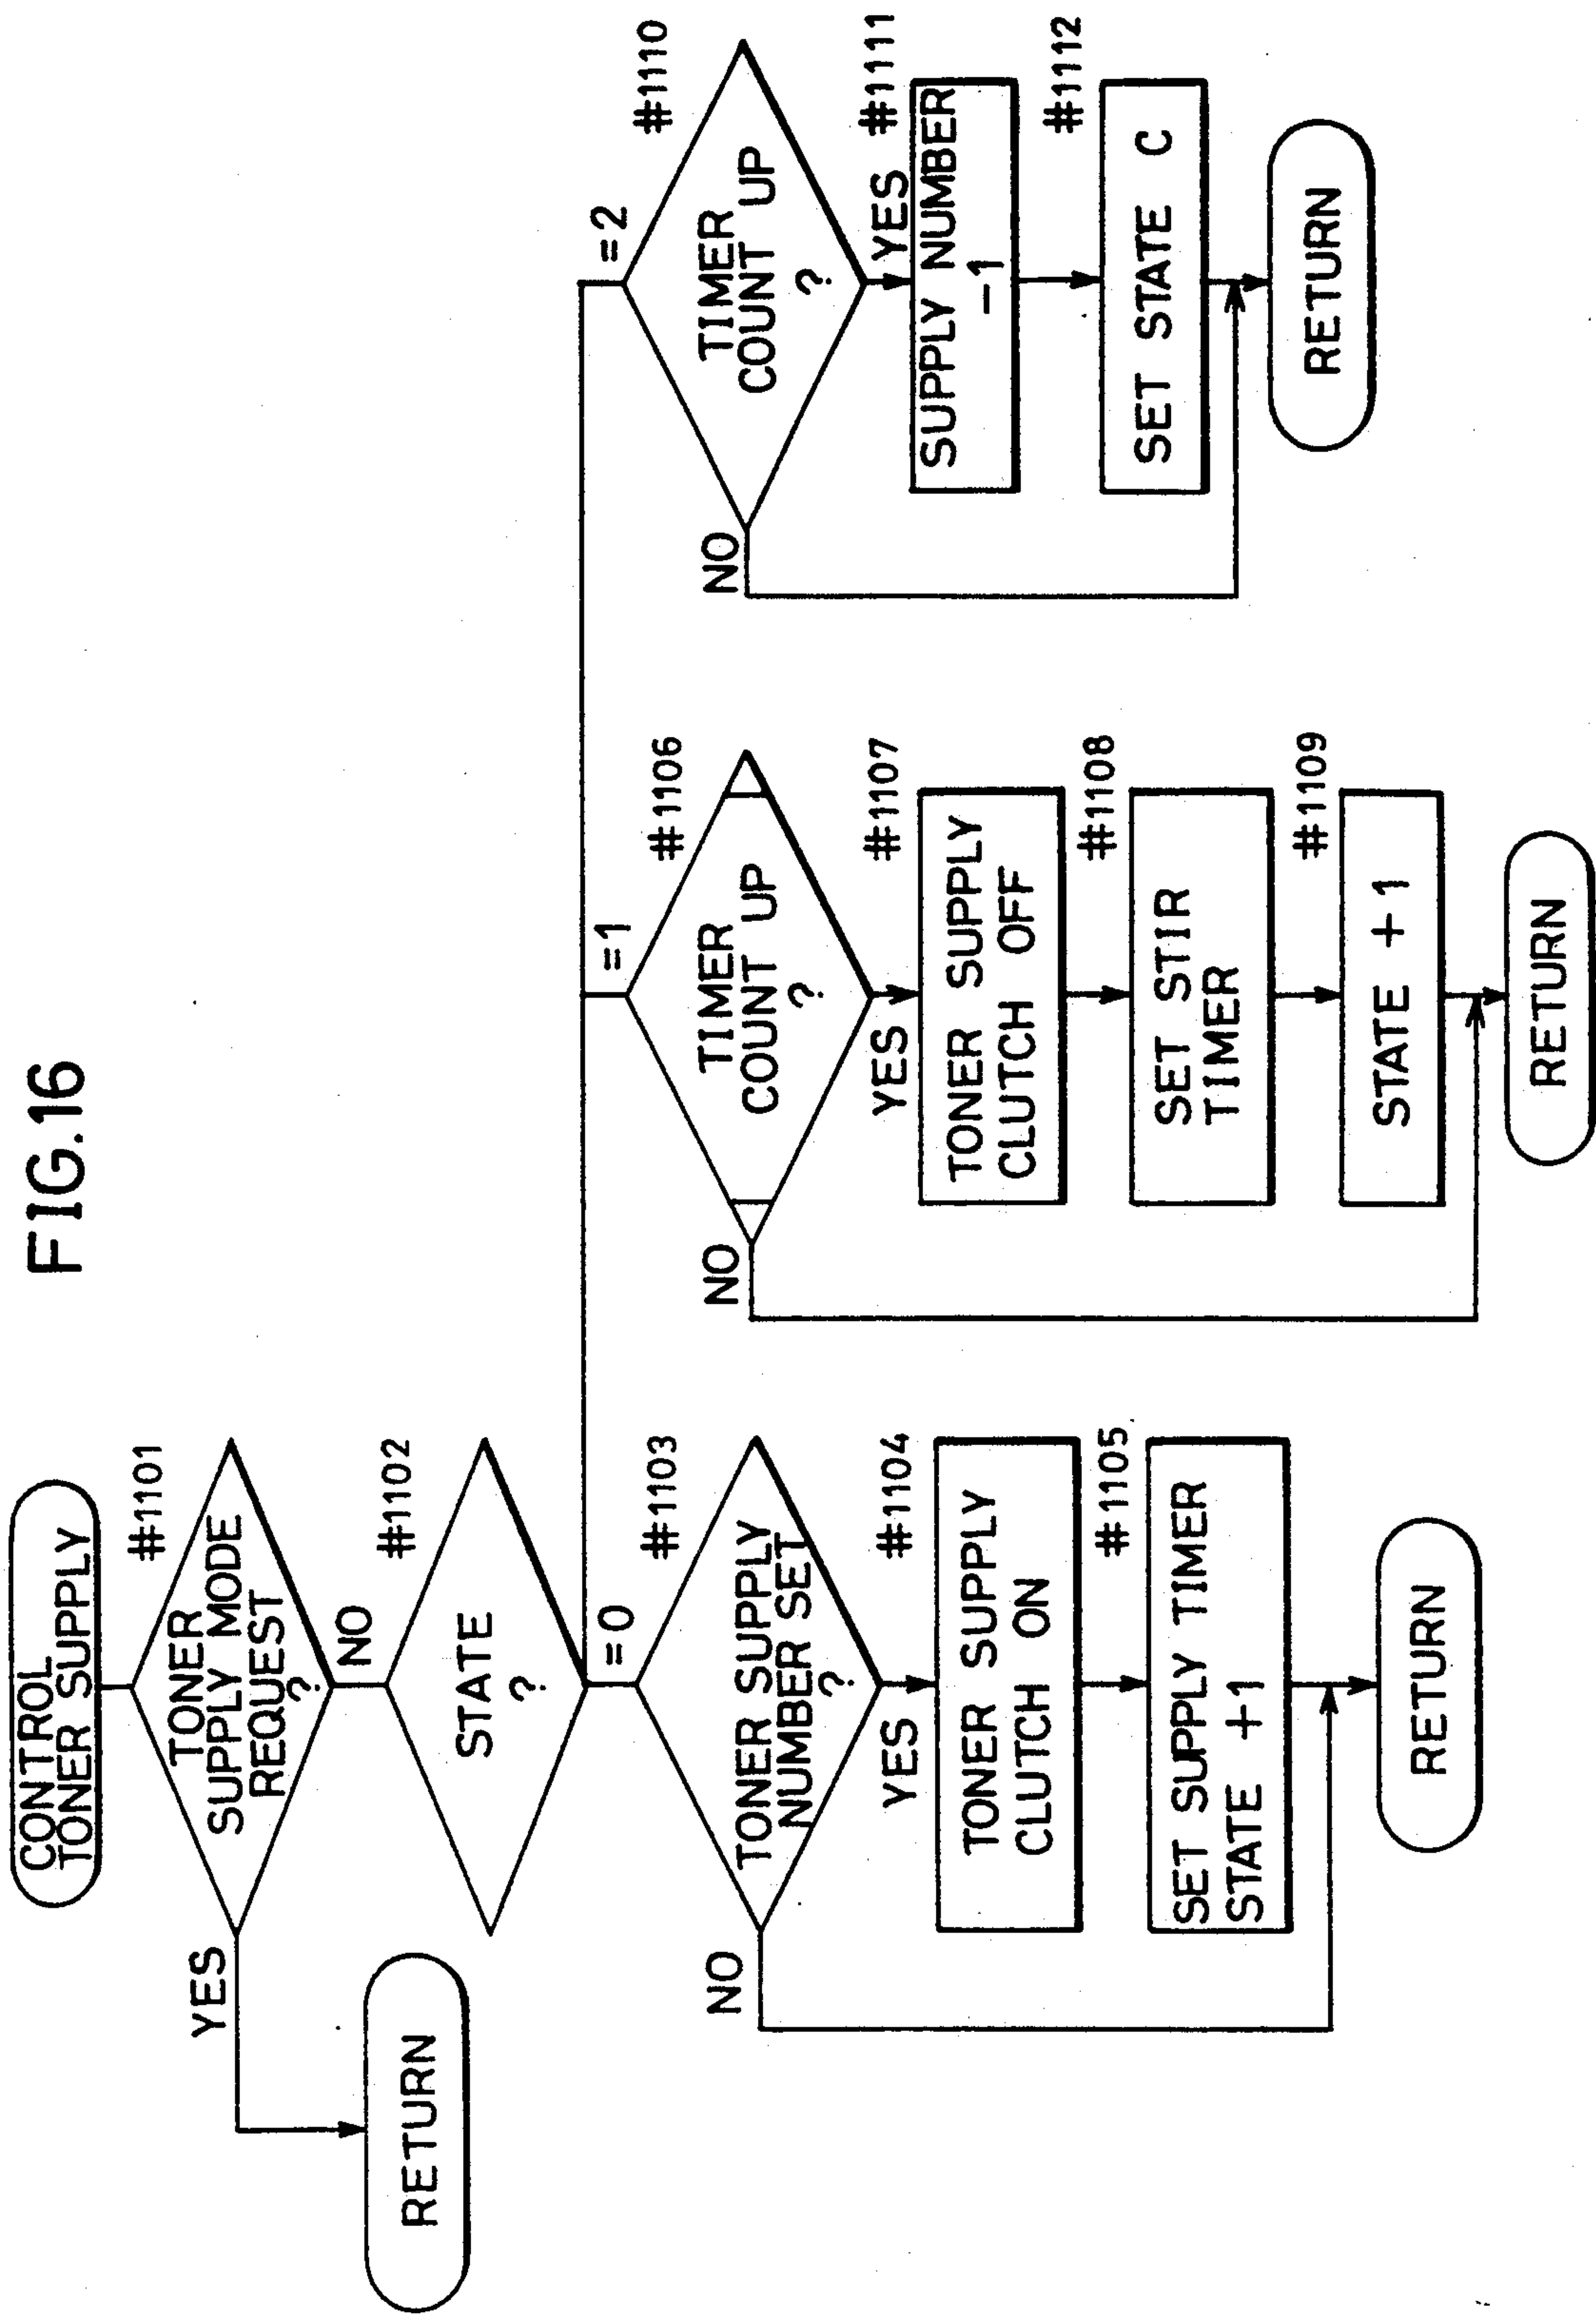 FIG.16
CONTROL
TONER SUPPLY
#1101
TONER
SUPPLY MODE
REQUEST
?
YES
RETURN
NO
#1102
STATE
?
=0
#1103
TONER SUPPLY
NUMBER SET
?
NO
YES
#1104
TONER SUPPLY
CLUTCH ON
#1105
SET SUPPLY TIMER
STATE +1
RETURN
=1
#1106
TIMER
COUNT UP
?
NO
YES
#1107
TONER SUPPLY
CLUTCH OFF
#1108
SET STIR
TIMER
#1109
STATE +1
RETURN
=2
#1110
TIMER
COUNT UP
?
NO
YES
#1111
SUPPLY NUMBER
-1
#1112
SET STATE C
RETURN